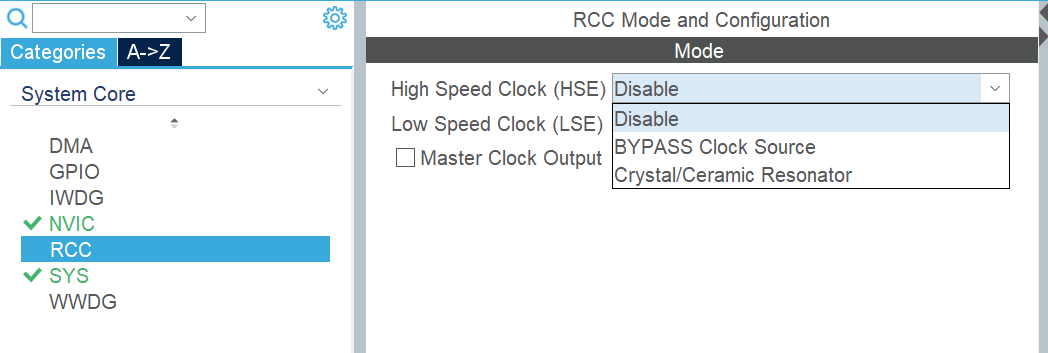 Categories
A->Z
System Core
DMA
GPIO
IWDG
NVIC
RCC
SYS
WWDG
RCC Mode and Configuration
Mode
High Speed Clock (HSE) Disable
Disable
BYPASS Clock Source
Crystal/Ceramic Resonator
Low Speed Clock (LSE)
Master Clock Output